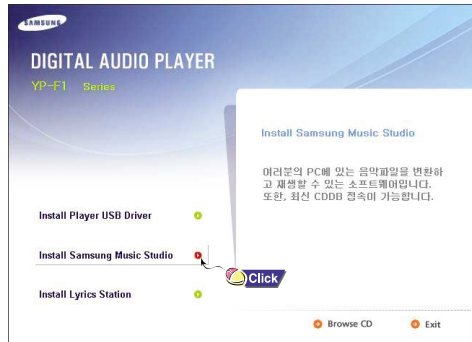 SAMSUNG
DIGITAL AUDIO PLAYER
YP-F1 Series
Install Samsung Music Studio
여러분의 PC에 있는 음악파일을 변환하
고 재생할 수 있는 소프트웨어입니다.
또한, 최신 CDDB 접속이 가능합니다.
Install Player USB Driver
Install Samsung Music Studio
Click
Install Lyrics Station
Browse CD
Exit